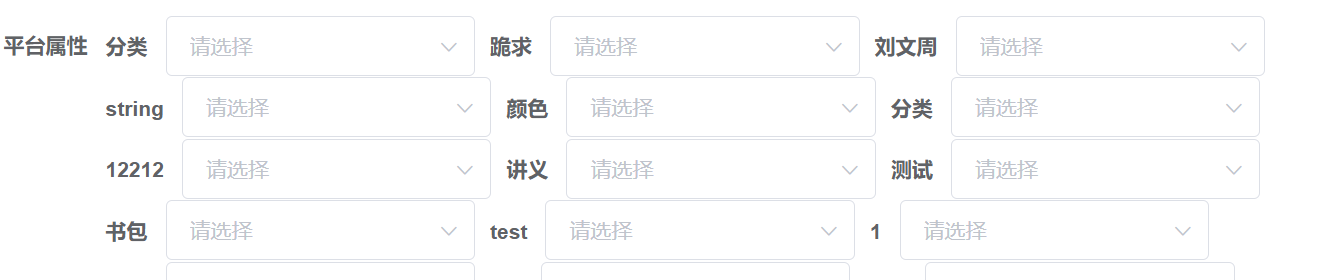 平台属性 分类 请选择 跪求 请选择 刘文周 请选择
string 请选择 颜色 请选择 分类 请选择
12212 请选择 讲义 请选择 测试 请选择
书包 请选择 test 请选择 1 请选择